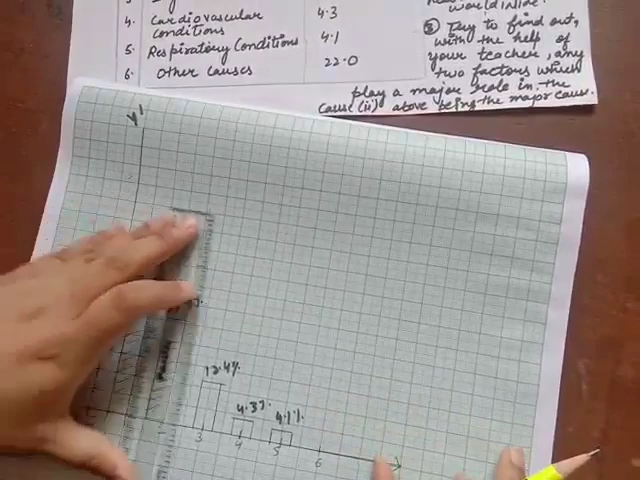 4. Cardiovascular 4.3
conditions
5. Respiratory Conditions 4.1
6. Other causes 22.0
worldwide.
③ Try to find out,
with the help of
your teacher, any
two factors which
play a major role in the
cause (ii) above being the major cause.
Y'
12.4%
4.3%
4.1%
3 4 5 6